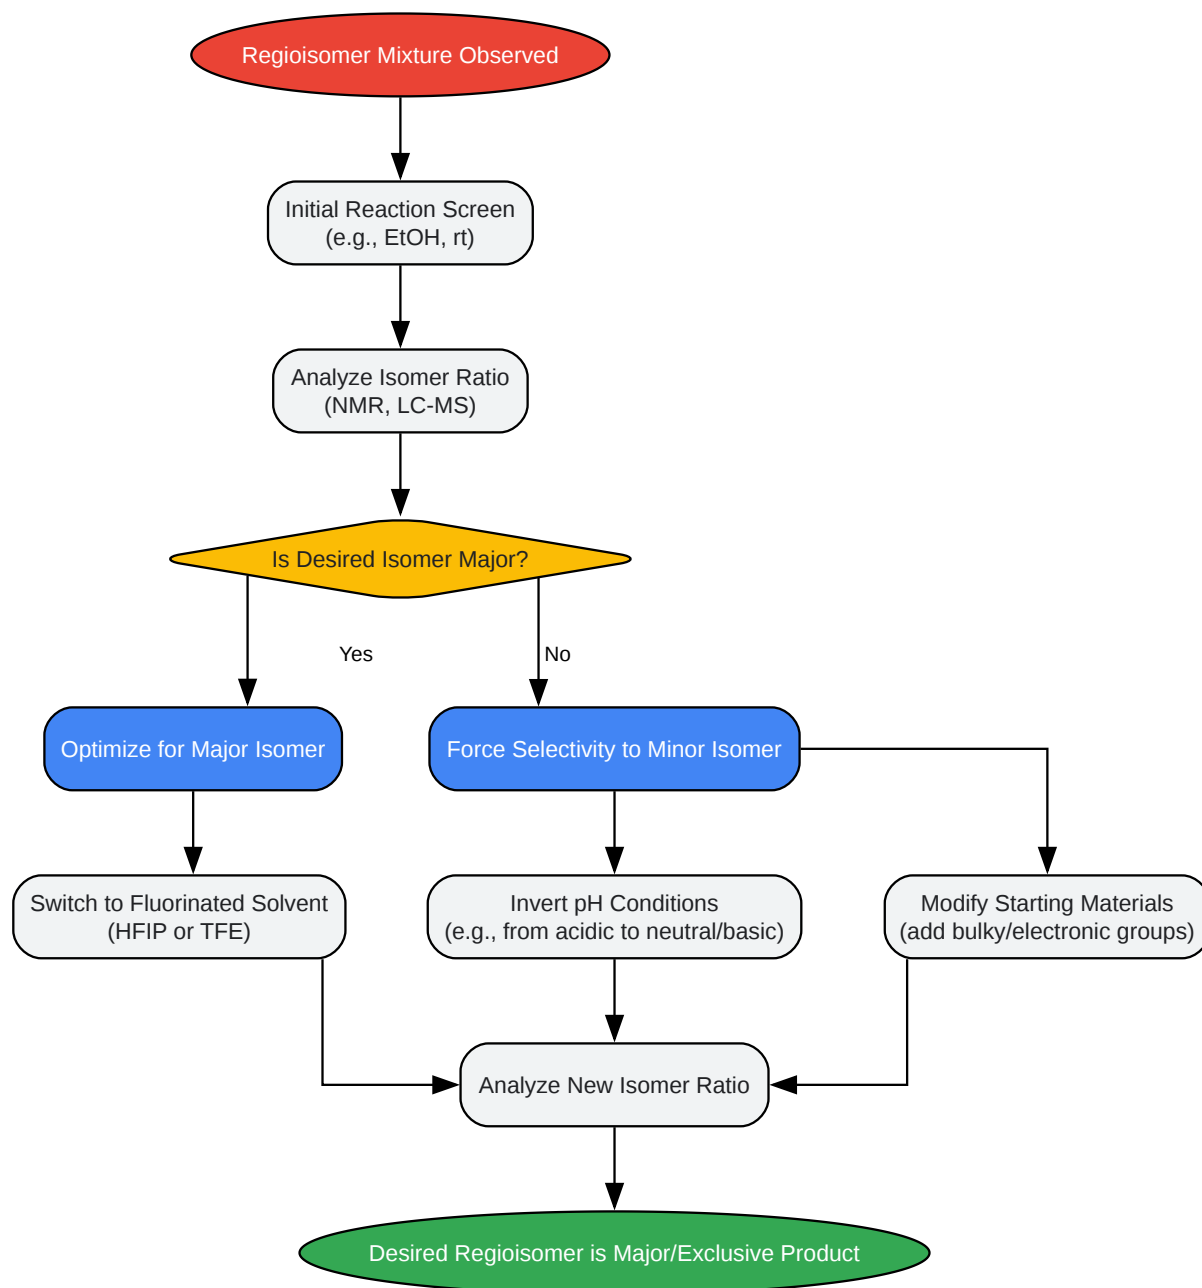 Regioisomer Mixture Observed
Initial Reaction Screen
(e.g., EtOH, rt)
Analyze Isomer Ratio
(NMR, LC-MS)
Is Desired Isomer Major?
Yes
No
Optimize for Major Isomer
Force Selectivity to Minor Isomer
Switch to Fluorinated Solvent
(HFIP or TFE)
Invert pH Conditions
(e.g., from acidic to neutral/basic)
Modify Starting Materials
(add bulky/electronic groups)
Analyze New Isomer Ratio
Desired Regioisomer is Major/Exclusive Product